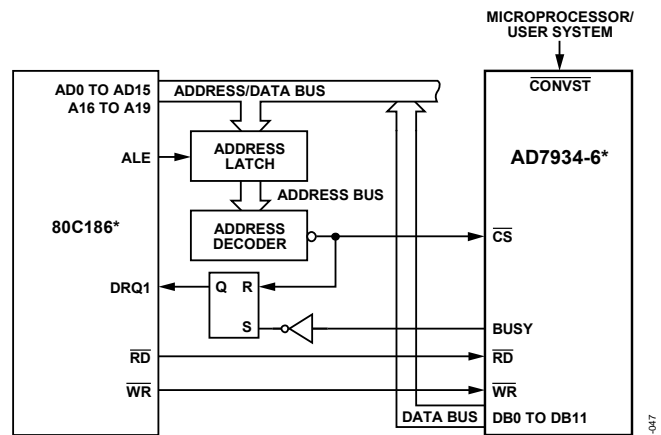 MICROPROCESSOR/
USER SYSTEM
AD0 TO AD15
A16 TO A19
ADDRESS/DATA BUS
CONVST
ALE
ADDRESS
LATCH
AD7934-6*
ADDRESS BUS
80C186*
ADDRESS
DECODER
CS
DRQ1
Q
R
S
BUSY
RD
RD
WR
WR
DATA BUS
DB0 TO DB11
-047